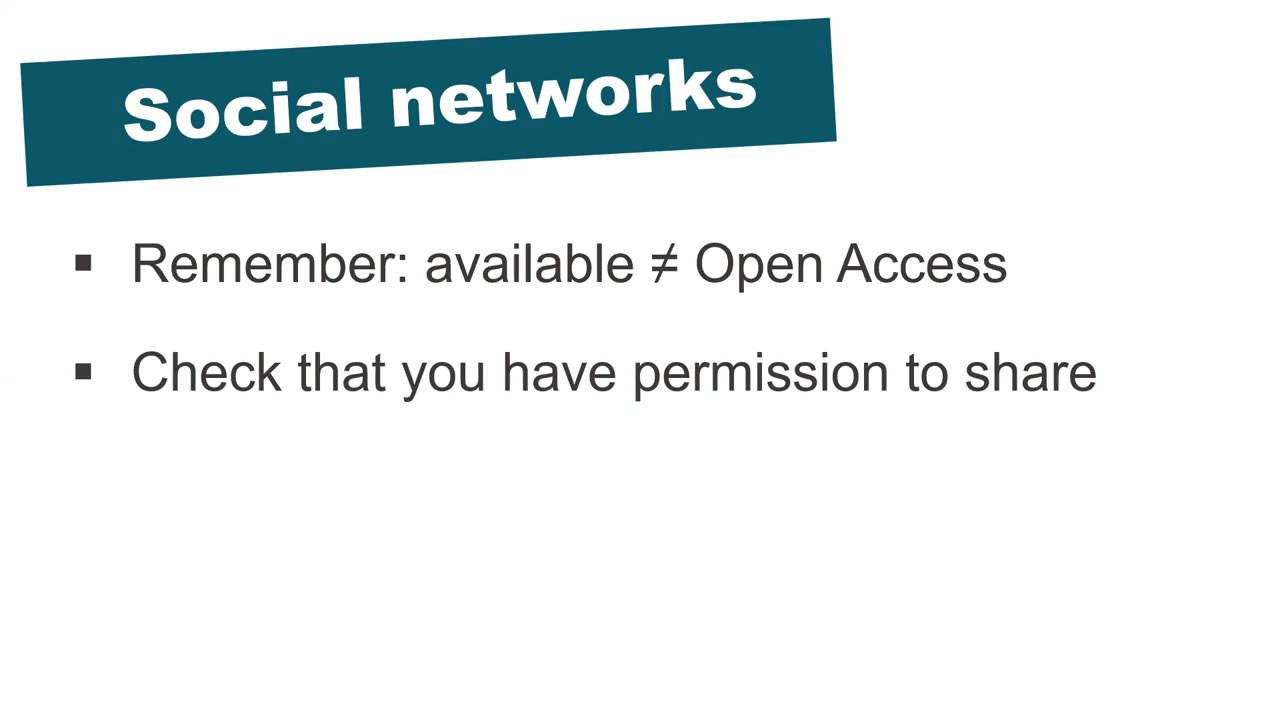 Social networks
▪ Remember: available ≠ Open Access
▪ Check that you have permission to share